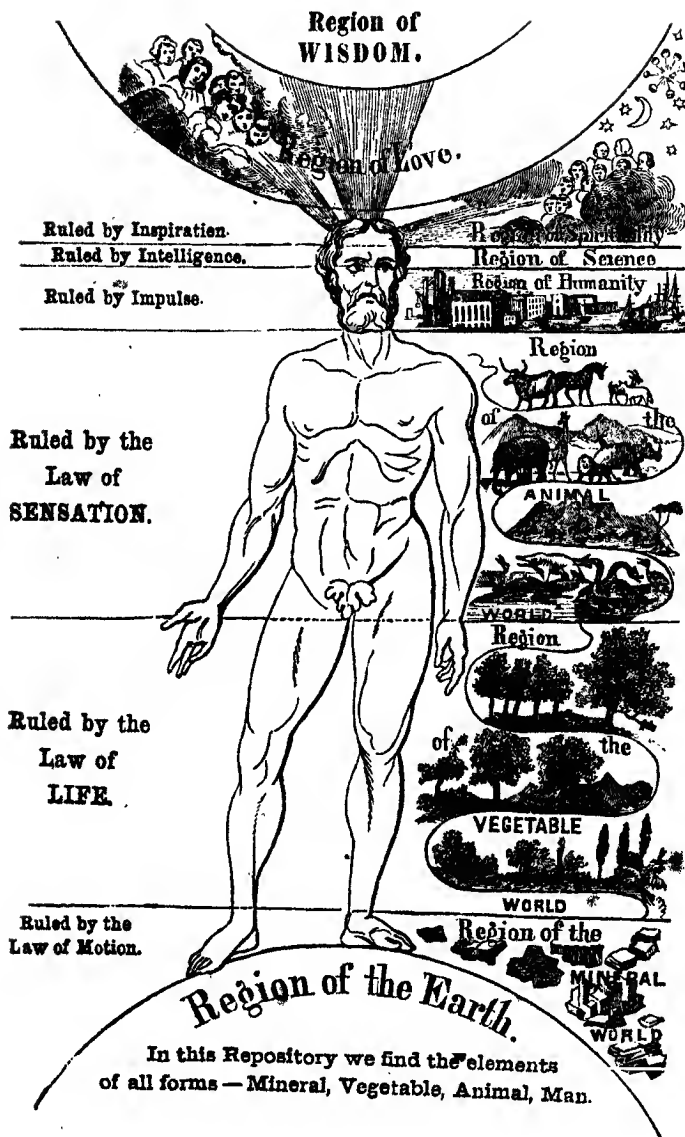 Region of
WISDOM.
Region of Love.
Ruled by Inspiration.
Region of Spirituality
Ruled by Intelligence.
Region of Science
Ruled by Impulse.
Region of Humanity
Region
of the
ANIMAL
WORLD
Ruled by the
Law of
SENSATION.
Region
of the
VEGETABLE
WORLD
Ruled by the
Law of
LIFE.
Ruled by the
Law of Motion.
Region of the
MINERAL
WORLD
Region of the Earth.
In this Repository we find the elements
of all forms — Mineral, Vegetable, Animal, Man.